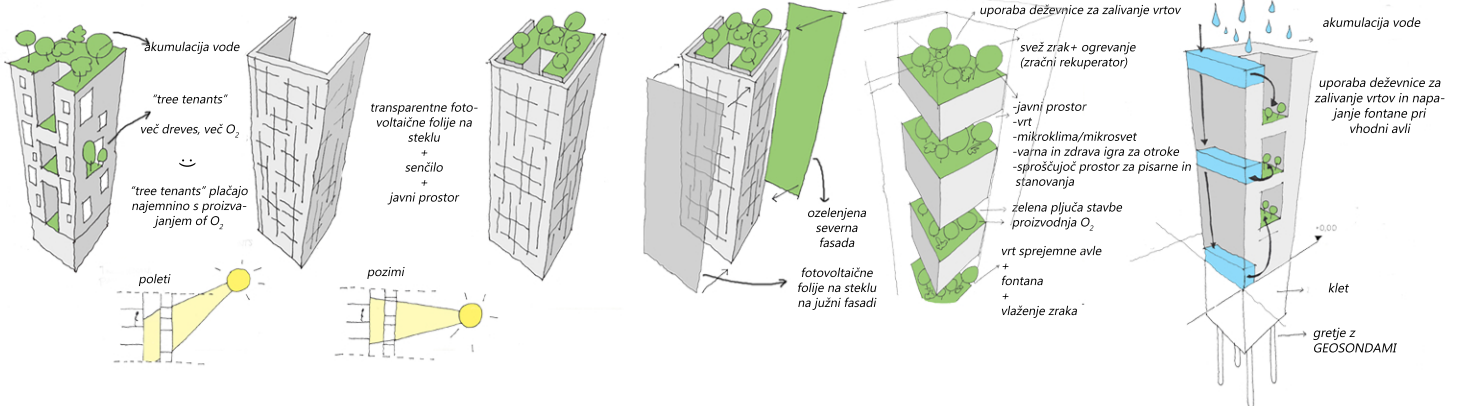 akumulacija vode
“tree tenants”
več dreves, več O2
“tree tenants” plačajo
najemnino s proizva-
janjem of O2
poleti
transparentne foto-
voltaične folije na
steklu
+
senčilo
+
javni prostor
pozimi
ozelenjena
severna
fasada
fotovoltaične
folije na steklu
na južni fasadi
uporaba deževnice za zalivanje vrtov
svež zrak+ ogrevanje
(zračni rekuperator)
-javni prostor
-vrt
-mikroklima/mikrosvet
-varna in zdrava igra za otroke
-sproščujoč prostor za pisarne in
stanovanja
zelena pljuča stavbe
proizvodnja O2
vrt sprejemne avle
+
fontana
+
vlaženje zraka
akumulacija vode
uporaba deževnice za
zalivanje vrtov in napa-
janje fontane pri
vhodni avli
±0,00
klet
gretje z
GEOSONDAMI